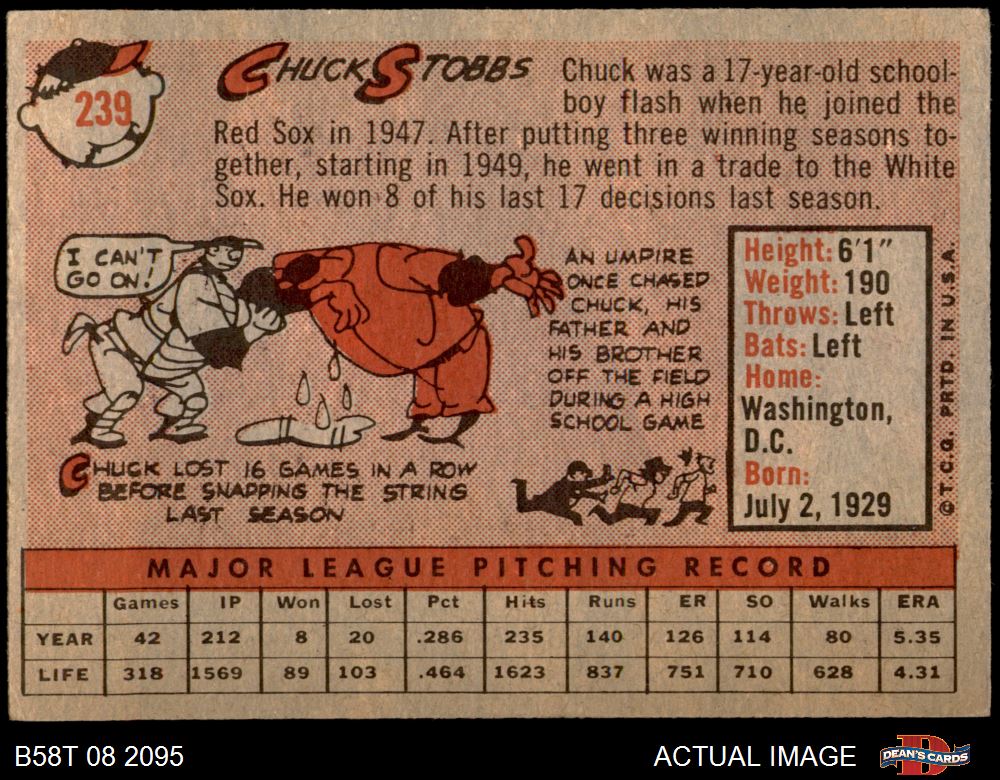 239
CHUCK STOBBS
Chuck was a 17-year-old school-
boy flash when he joined the
Red Sox in 1947. After putting three winning seasons to-
gether, starting in 1949, he went in a trade to the White
Sox. He won 8 of his last 17 decisions last season.
I CAN'T
GO ON!
AN UMPIRE
ONCE CHASED
CHUCK, HIS
FATHER AND
HIS BROTHER
OFF THE FIELD
DURING A HIGH
SCHOOL GAME
CHUCK LOST 16 GAMES IN A ROW
BEFORE SNAPPING THE STRING
LAST SEASON
Height: 6'1"
Weight: 190
Throws: Left
Bats: Left
Home:
Washington,
D.C.
Born:
July 2, 1929
© T.C.G. PRTD. IN U.S.A.
MAJOR LEAGUE PITCHING RECORD
Games IP Won Lost Pct Hits Runs ER SO Walks ERA
YEAR 42 212 8 20 .286 235 140 126 114 80 5.35
LIFE 318 1569 89 103 .464 1623 837 751 710 628 4.31
B58T 08 2095
ACTUAL IMAGE
DEAN'S CARDS